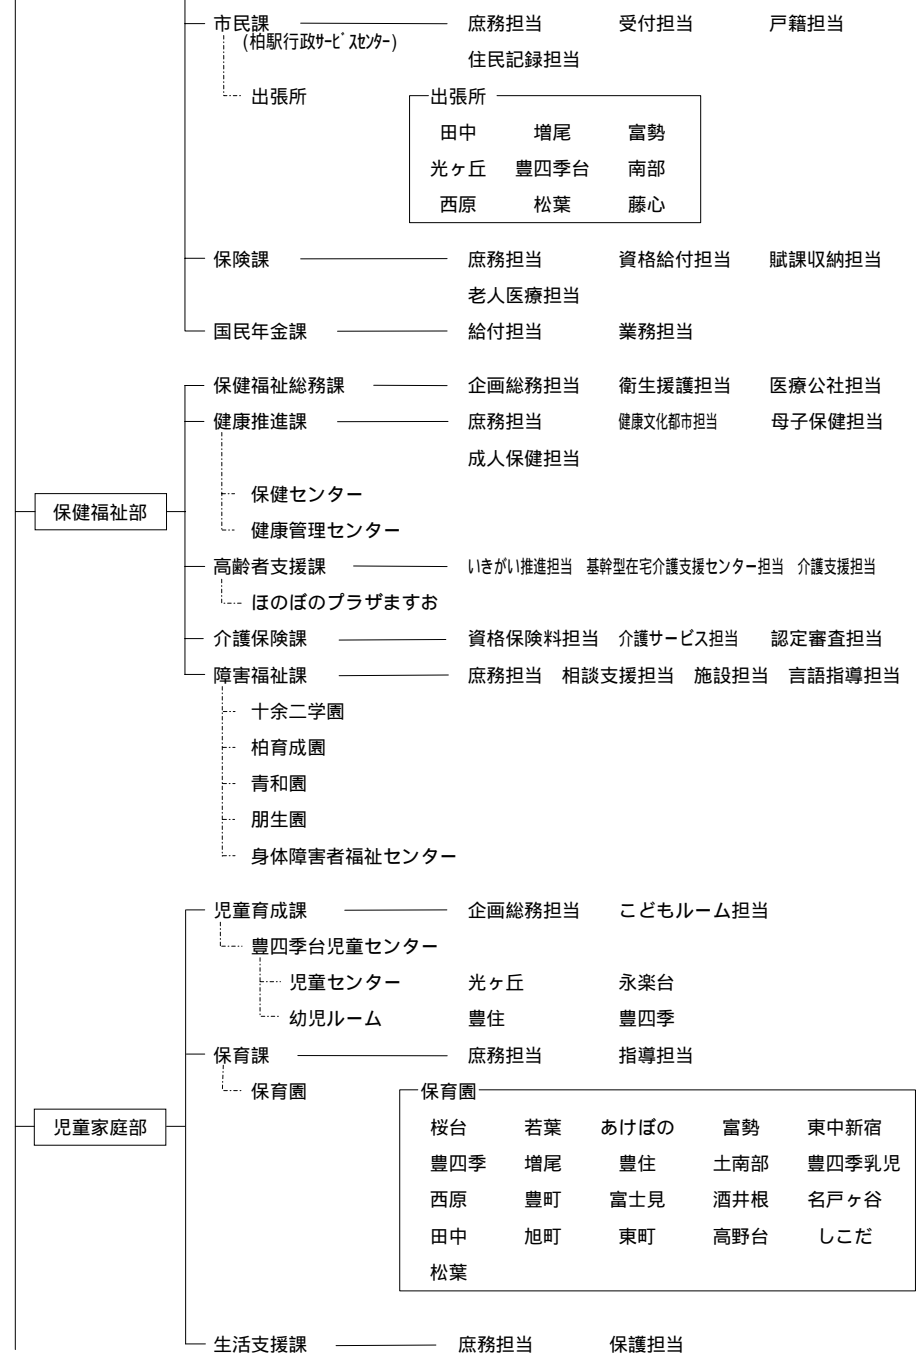 市民課 庶務担当 受付担当 戸籍担当
(柏駅行政ｻｰﾋﾞｽｾﾝﾀｰ)
住民記録担当
出張所 出張所
田中 増尾 富勢
光ヶ丘 豊四季台 南部
西原 松葉 藤心
保険課 庶務担当 資格給付担当 賦課収納担当
老人医療担当
国民年金課 給付担当 業務担当
保健福祉総務課 企画総務担当 衛生援護担当 医療公社担当
健康推進課 庶務担当 健康文化都市担当 母子保健担当
成人保健担当
保健センター
保健福祉部
健康管理センター
高齢者支援課 いきがい推進担当 基幹型在宅介護支援センター担当 介護支援担当
ほのぼのプラザますお
介護保険課 資格保険料担当 介護サービス担当 認定審査担当
障害福祉課 庶務担当 相談支援担当 施設担当 言語指導担当
十余二学園
柏育成園
青和園
朋生園
身体障害者福祉センター
児童育成課 企画総務担当 こどもルーム担当
豊四季台児童センター
児童センター 光ヶ丘 永楽台
幼児ルーム 豊住 豊四季
保育課 庶務担当 指導担当
保育園 保育園
児童家庭部 桜台 若葉 あけぼの 富勢 東中新宿
豊四季 増尾 豊住 土南部 豊四季乳児
西原 豊町 富士見 酒井根 名戸ヶ谷
田中 旭町 東町 高野台 しこだ
松葉
生活支援課 庶務担当 保護担当